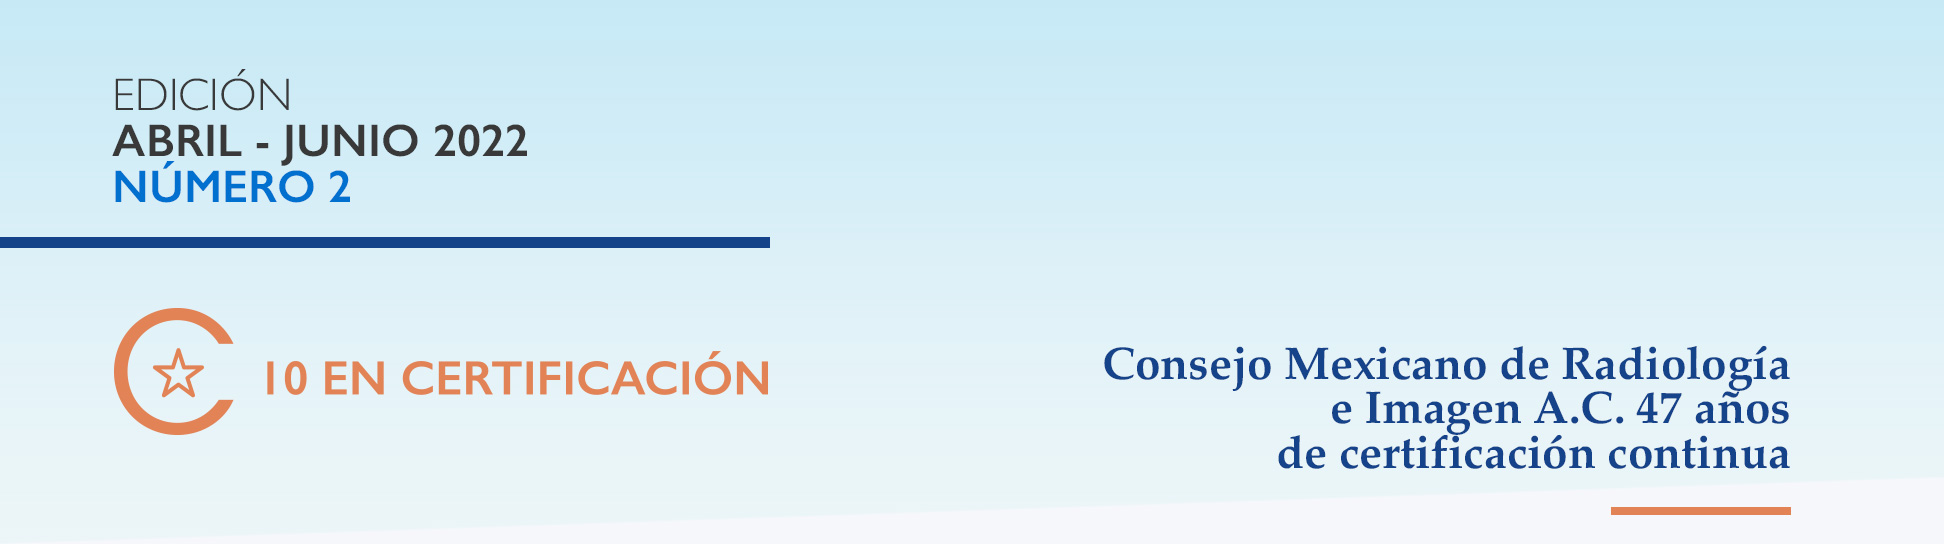 EDICIÓN
ABRIL - JUNIO 2022
NÚMERO 2
10 EN CERTIFICACIÓN
Consejo Mexicano de Radiología
e Imagen A.C. 47 años
de certificación continua